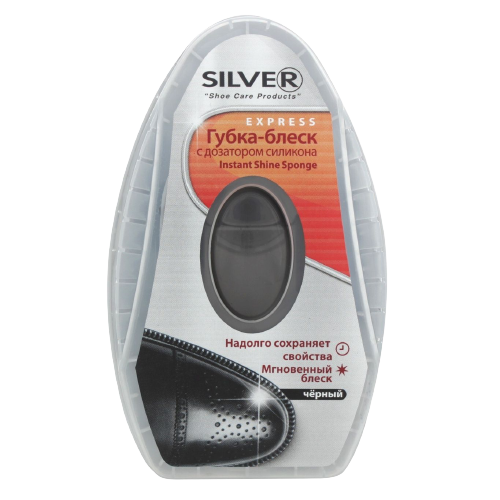 SILVER
"Shoe Care Products"
EXPRESS
Губка-блеск
с дозатором силикона
Instant Shine Sponge
Надолго сохраняет
свойства
Мгновенный
блеск
чёрный